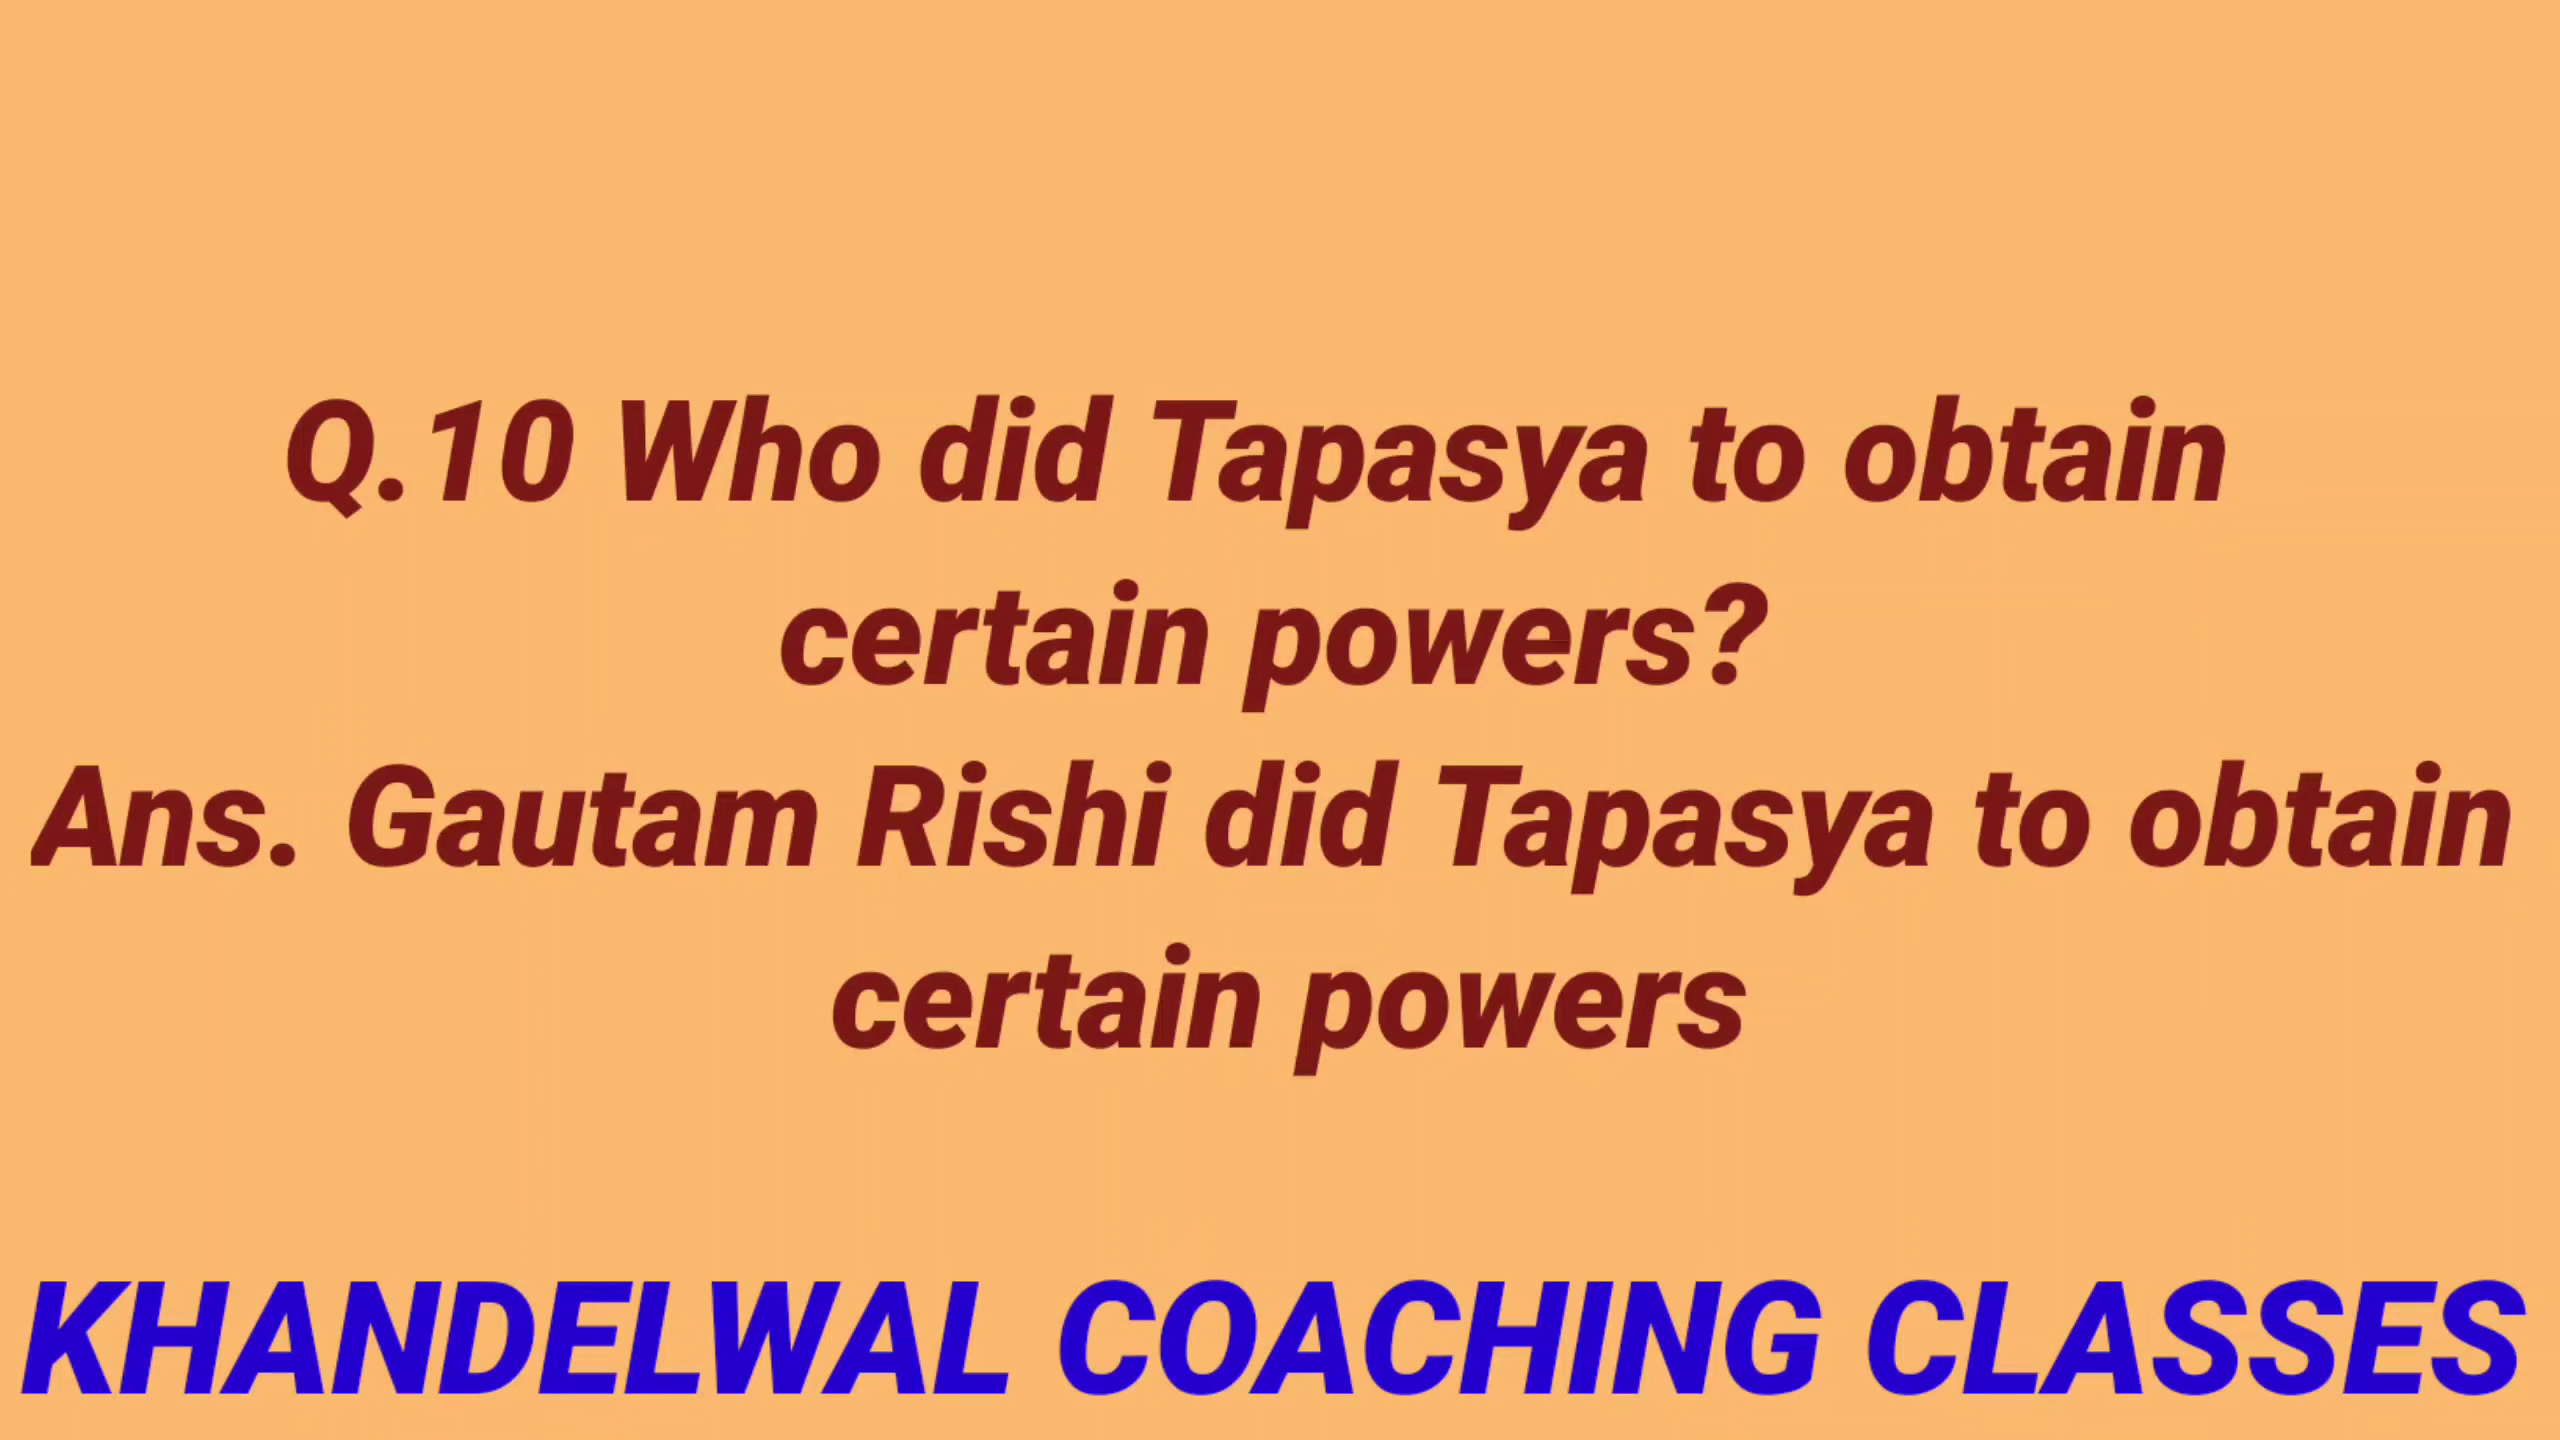 Q.10 Who did Tapasya to obtain
certain powers?
Ans. Gautam Rishi did Tapasya to obtain
certain powers
KHANDELWAL COACHING CLASSES